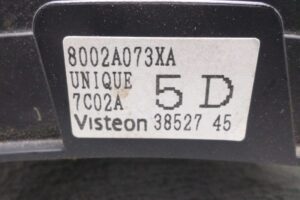 8002A073XA
UNIQUE
7C02A 5D
Visteon 38527 45